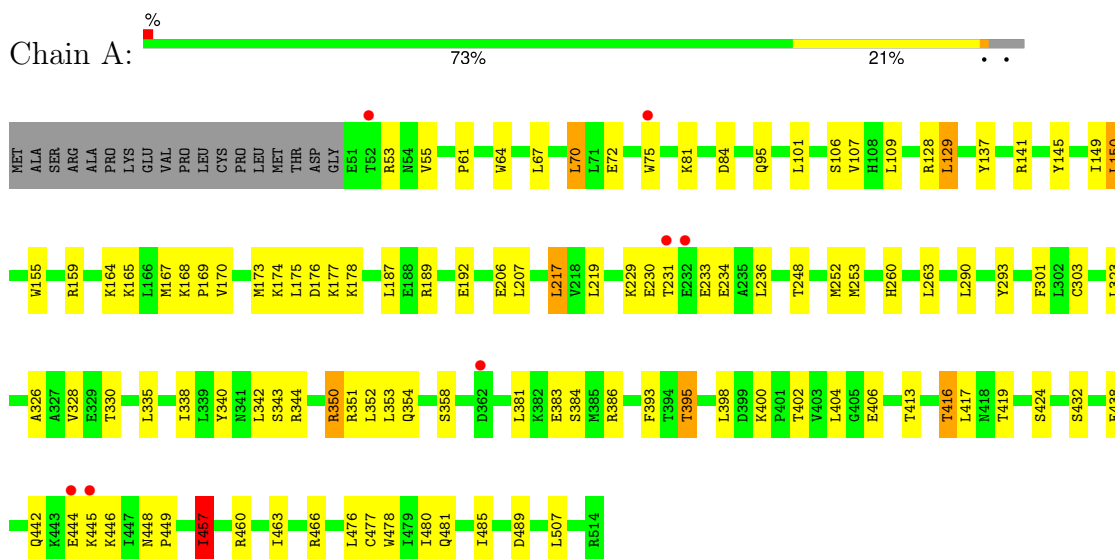 %
Chain A:
73% 21% • •
MET ALA SER ARG ALA PRO LYS GLU VAL PRO LEU CYS PRO LEU MET THR ASP GLY E51 T52 R53 N54 V55 P61 W64 L67 L70 L71 E72 W75 K81 D84 Q95 L101 S106 V107 H108 L109 R128 L129 Y137 R141 Y145 I149 L150
W155 R159 K164 K165 L166 M167 K168 P169 V170 M173 K174 L175 D176 K177 K178 L187 E188 R189 E192 E206 L207 L217 V218 L219 K229 E230 T231 E232 E233 E234 A235 L236 T248 M252 M253 H260 L263 L290 Y293 F301 L302 C303 L323
A326 A327 V328 E329 T330 L335 I338 L339 Y340 N341 L342 S343 R344 R350 R351 L352 L353 Q354 S358 D362 L381 K382 E383 S384 M385 R386 F393 T394 T395 L398 D399 K400 P401 T402 V403 L404 G405 E406 T413 T416 L417 N418 T419 S424 S432
Q442 K443 E444 K445 K446 I447 N448 P449 I457 R460 I463 R466 L476 C477 W478 I479 I480 Q481 I485 D489 L507 R514